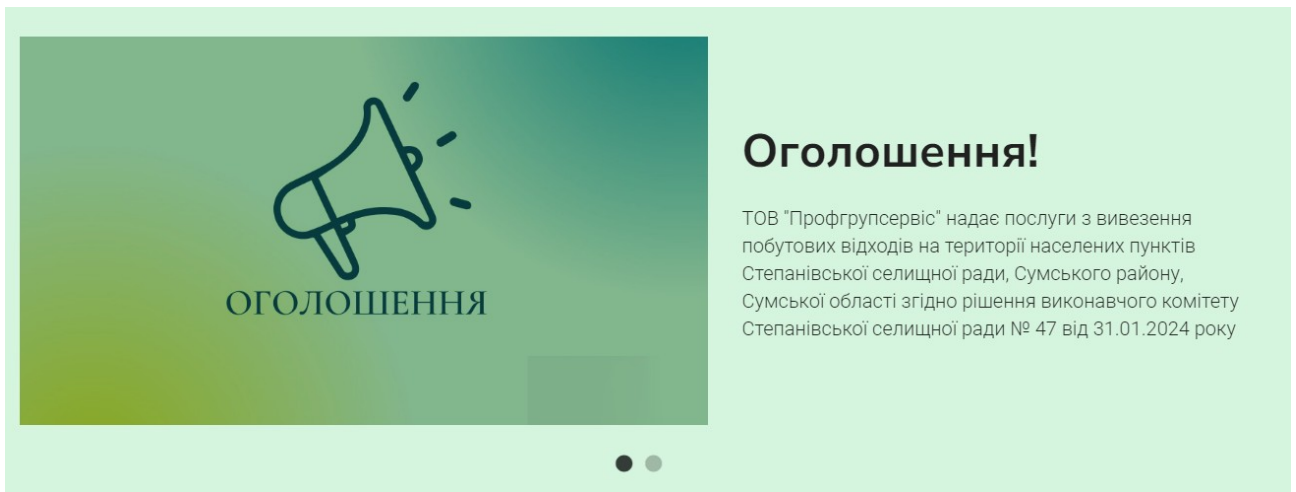 ОГОЛОШЕННЯ
Оголошення!
ТОВ "Профгрупсервіс" надає послуги з вивезення
побутових відходів на території населених пунктів
Степанівської селищної ради, Сумського району,
Сумської області згідно рішення виконавчого комітету
Степанівської селищної ради № 47 від 31.01.2024 року